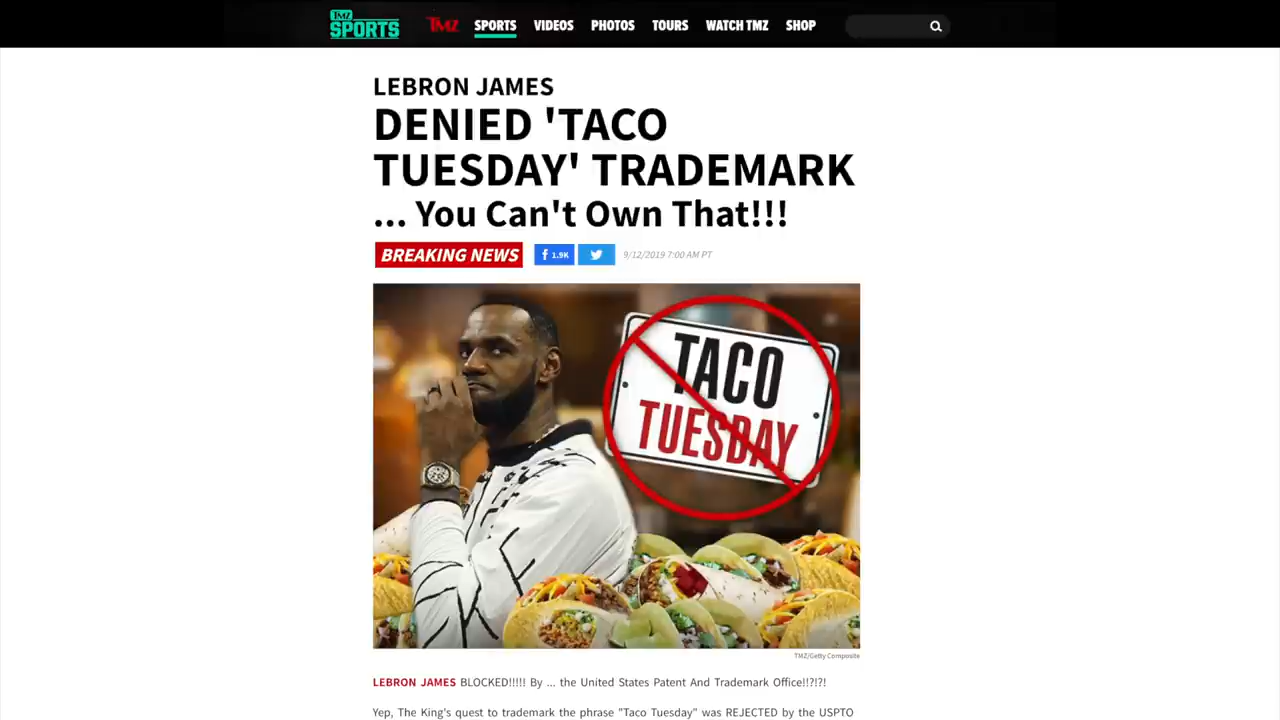 TMZ
SPORTS
TMZ SPORTS VIDEOS PHOTOS TOURS WATCH TMZ SHOP
LEBRON JAMES
DENIED 'TACO
TUESDAY' TRADEMARK
... You Can't Own That!!!
BREAKING NEWS
1.9K
9/12/2019 7:00 AM PT
TACO
TUESDAY
TMZ/Getty Composite
LEBRON JAMES BLOCKED!!!!! By ... the United States Patent And Trademark Office!!?!?!
Yep, The King's quest to trademark the phrase "Taco Tuesday" was REJECTED by the USPTO